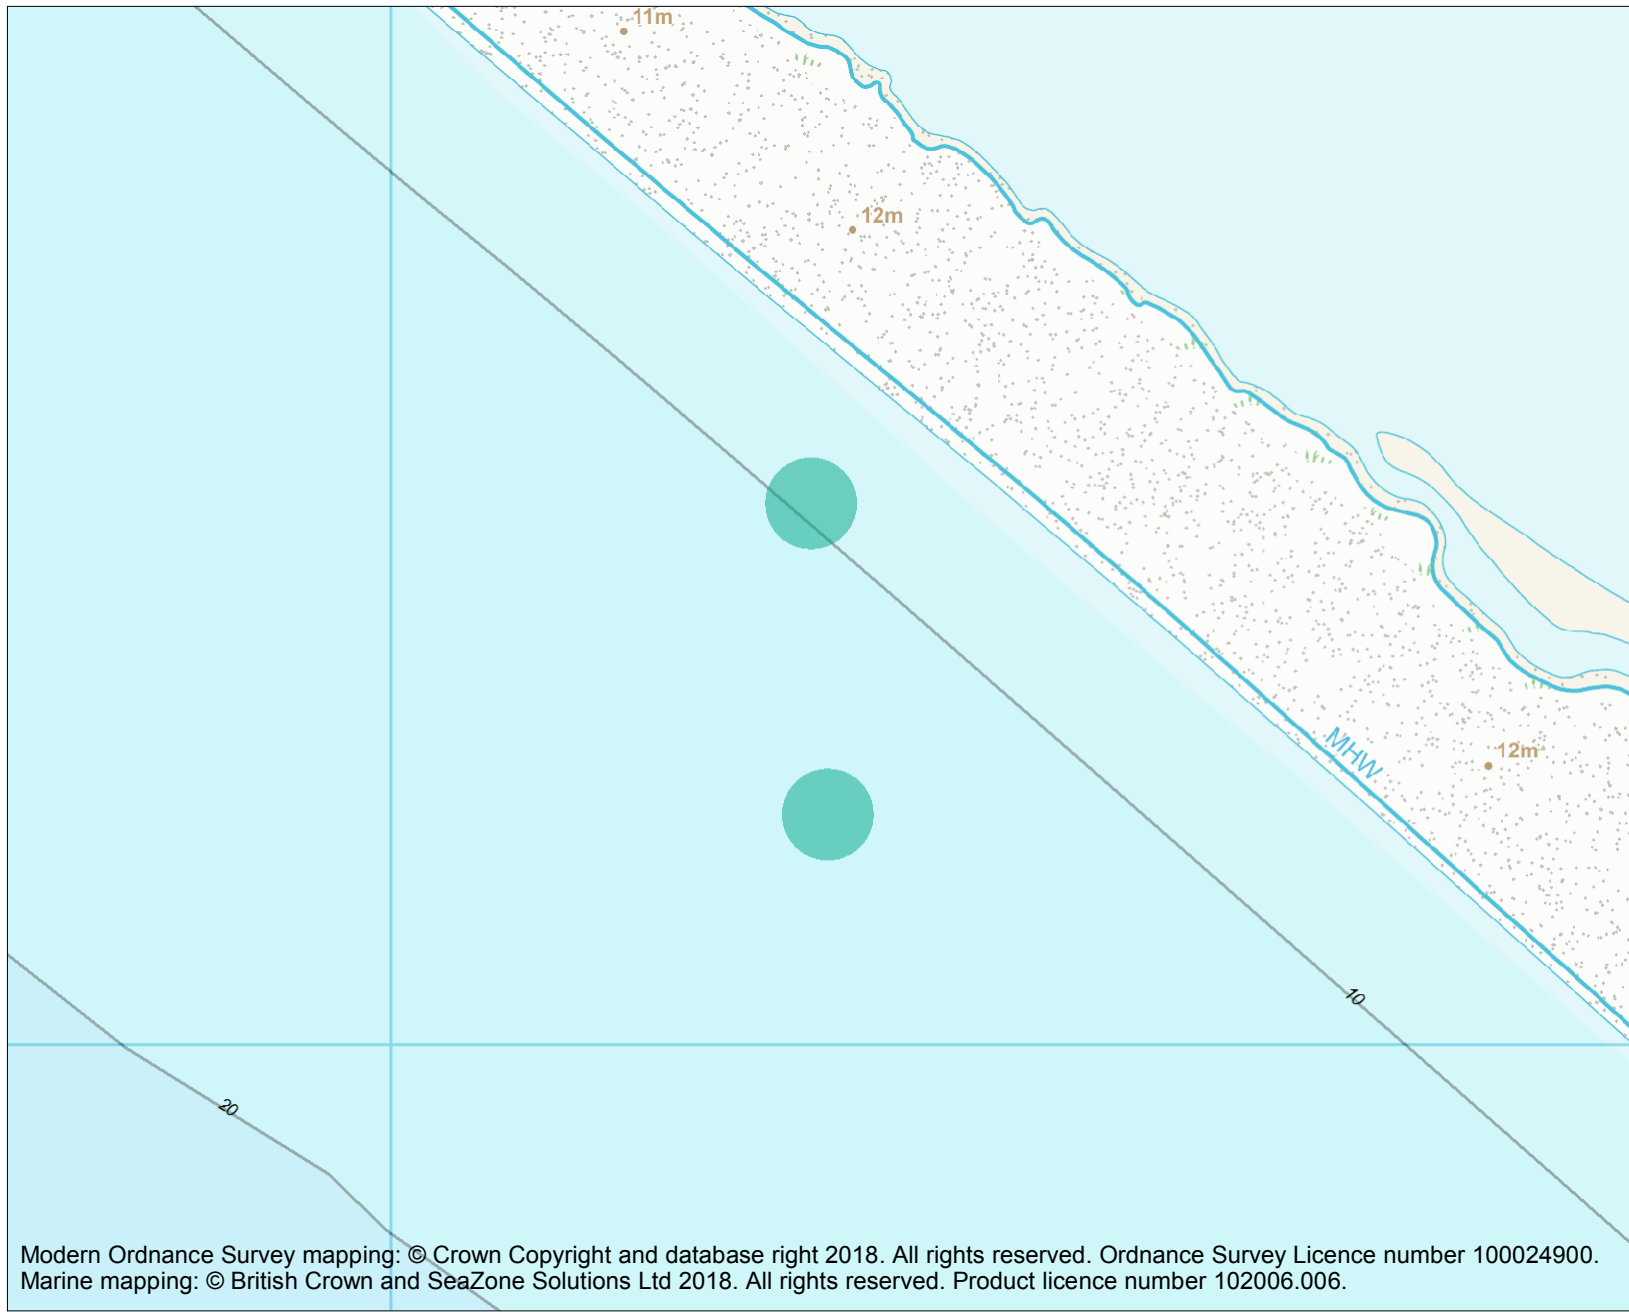 11m
12m
MHW
12m
10
20
Modern Ordnance Survey mapping: © Crown Copyright and database right 2018. All rights reserved. Ordnance Survey Licence number 100024900.
Marine mapping: © British Crown and SeaZone Solutions Ltd 2018. All rights reserved. Product licence number 102006.006.